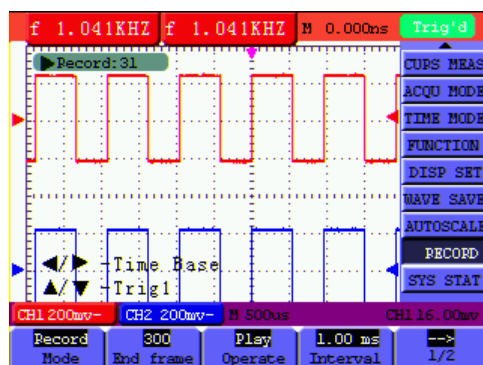 f 1.041KHZ f 1.041KHZ M 0.000ns Trig'd
Record:31
CURS MEAS
ACQU MODE
TIME MODE
FUNCTION
DISP SET
WAVE SAVE
AUTOSCALE
RECORD
SYS STAT
◀/▶ -Time Base
▲/▼ -Trig1
CH1 200mv- CH2 200mv- M 500us CH1 16.00mv
Record 300 Play 1.00 ms -->
Mode End frame Operate Interval 1/2